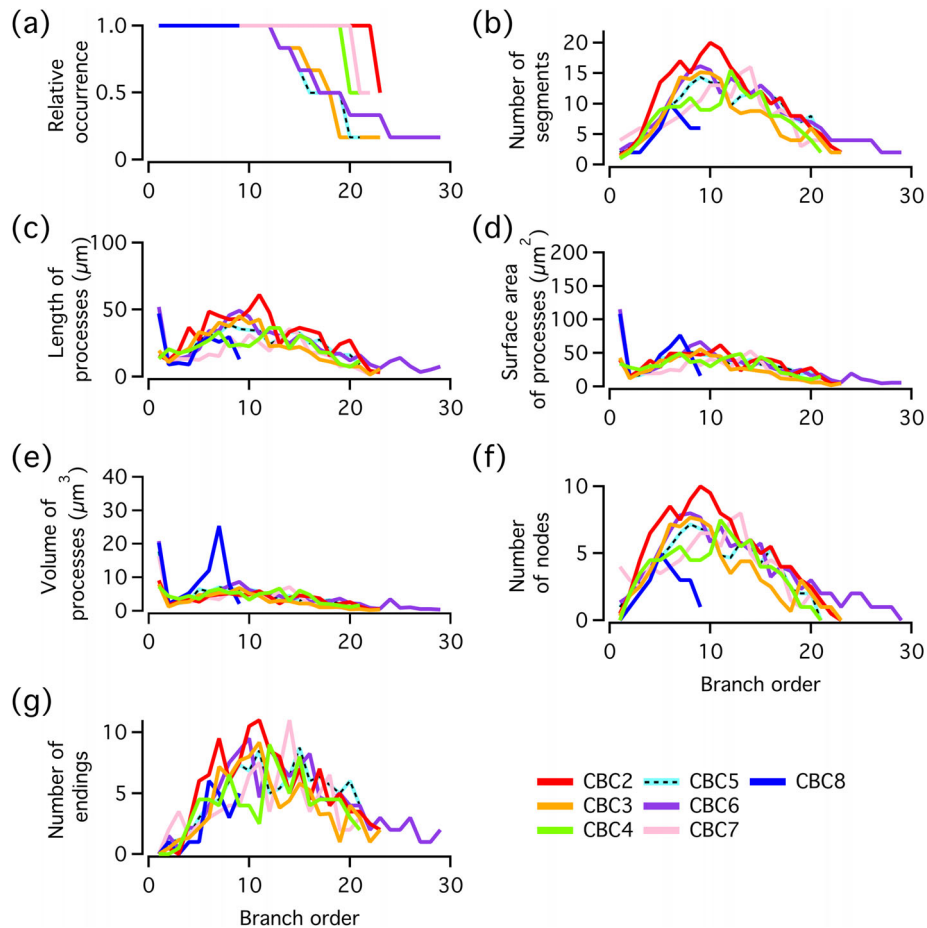 (a)
1.0
0.5
0
Relative
occurrence
0 10 20 30
(b)
20
15
10
5
0
Number of
segments
0 10 20 30
(c)
100
50
0
Length of
processes (µm)
0 10 20 30
(d)
200
150
100
50
0
Surface area
of processes (µm²)
0 10 20 30
(e)
40
30
20
10
0
Volume of
processes (µm³)
0 10 20 30
(f)
10
5
0
Number
of nodes
0 10 20 30
Branch order
(g)
10
5
0
Number of
endings
0 10 20 30
Branch order
CBC2 CBC5 CBC8
CBC3 CBC6
CBC4 CBC7